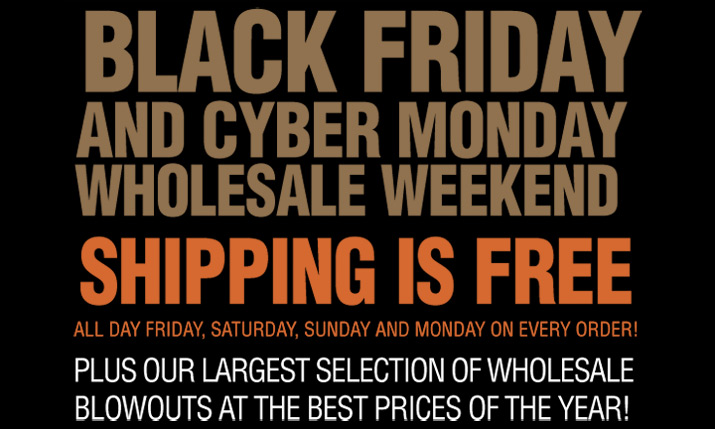 BLACK FRIDAY
AND CYBER MONDAY
WHOLESALE WEEKEND
SHIPPING IS FREE
ALL DAY FRIDAY, SATURDAY, SUNDAY AND MONDAY ON EVERY ORDER!
PLUS OUR LARGEST SELECTION OF WHOLESALE
BLOWOUTS AT THE BEST PRICES OF THE YEAR!